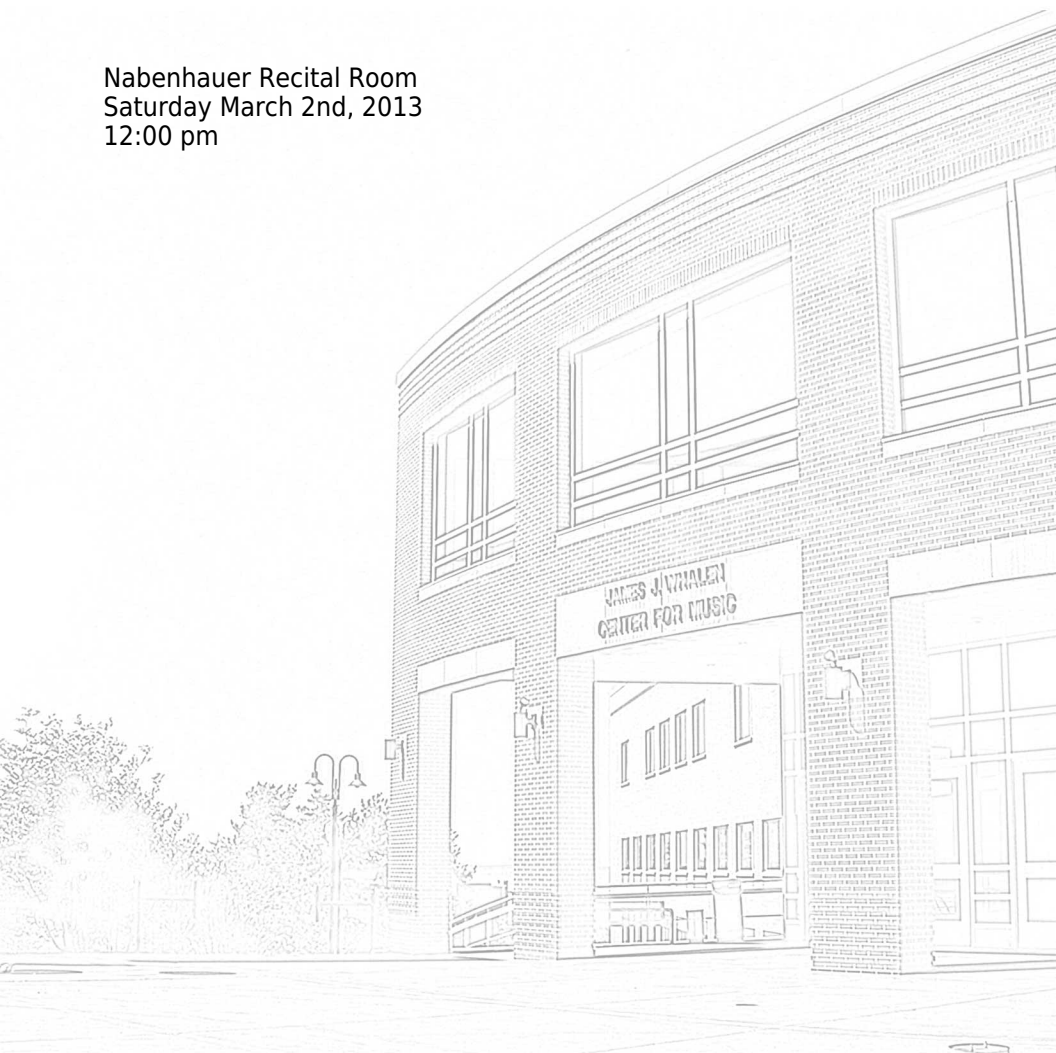 Nabenhauer Recital Room
Saturday March 2nd, 2013
12:00 pm
JAMES J. WHALEN
CENTER FOR MUSIC